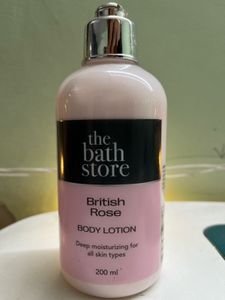 the
bath
store
British
Rose
BODY LOTION
Deep moisturizing for
all skin types
200 ml